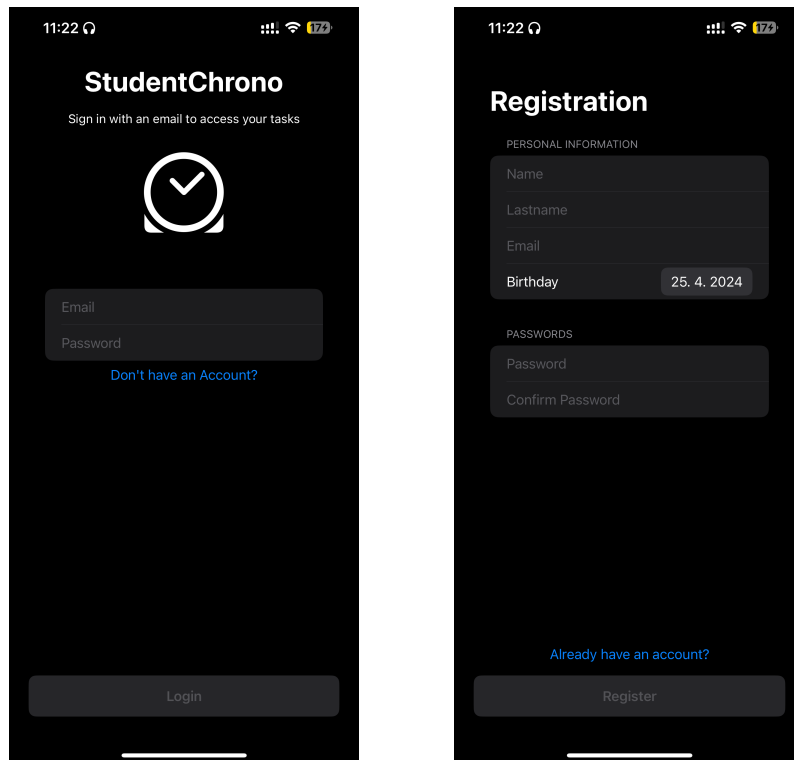 11:22
17
StudentChrono
Sign in with an email to access your tasks
Email
Password
Don't have an Account?
Login
11:22
17
Registration
PERSONAL INFORMATION
Name
Lastname
Email
Birthday 25. 4. 2024
PASSWORDS
Password
Confirm Password
Already have an account?
Register